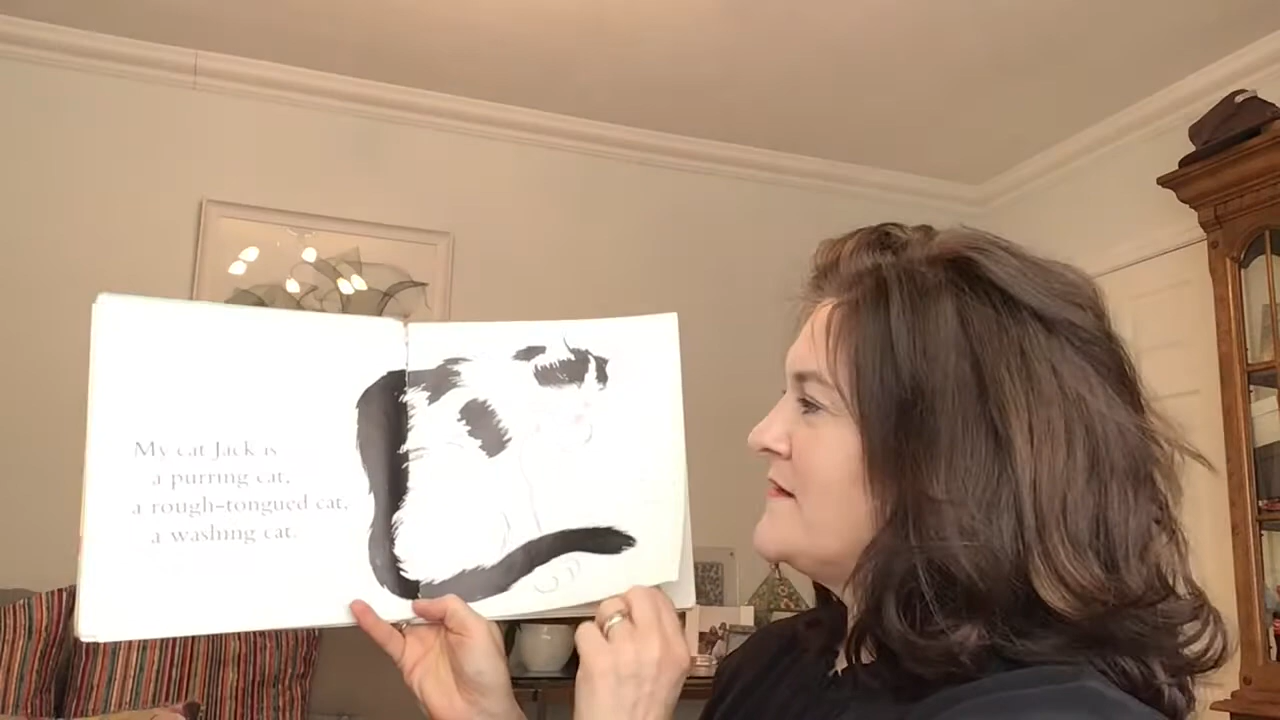 My cat Jack is
a purring cat,
a rough-tongued cat,
a washing cat.